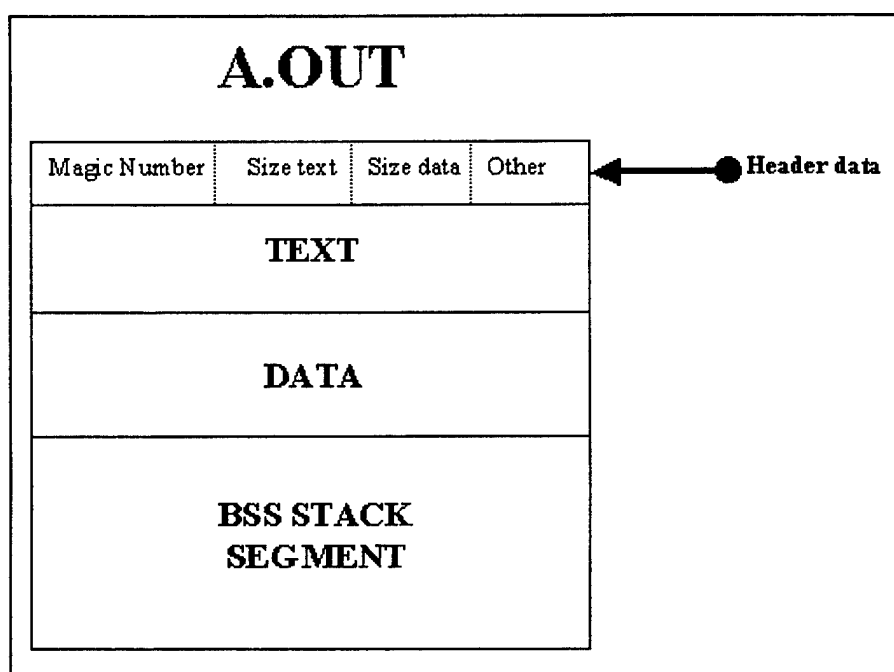 A.OUT
Magic Number Size text Size data Other
Header data
TEXT
DATA
BSS STACK
SEGMENT